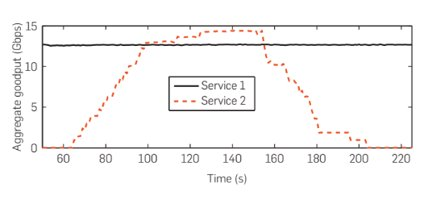 Aggregate goodput (Gbps)
15
10
5
0
Service 1
Service 2
60 80 100 120 140 160 180 200 220
Time (s)